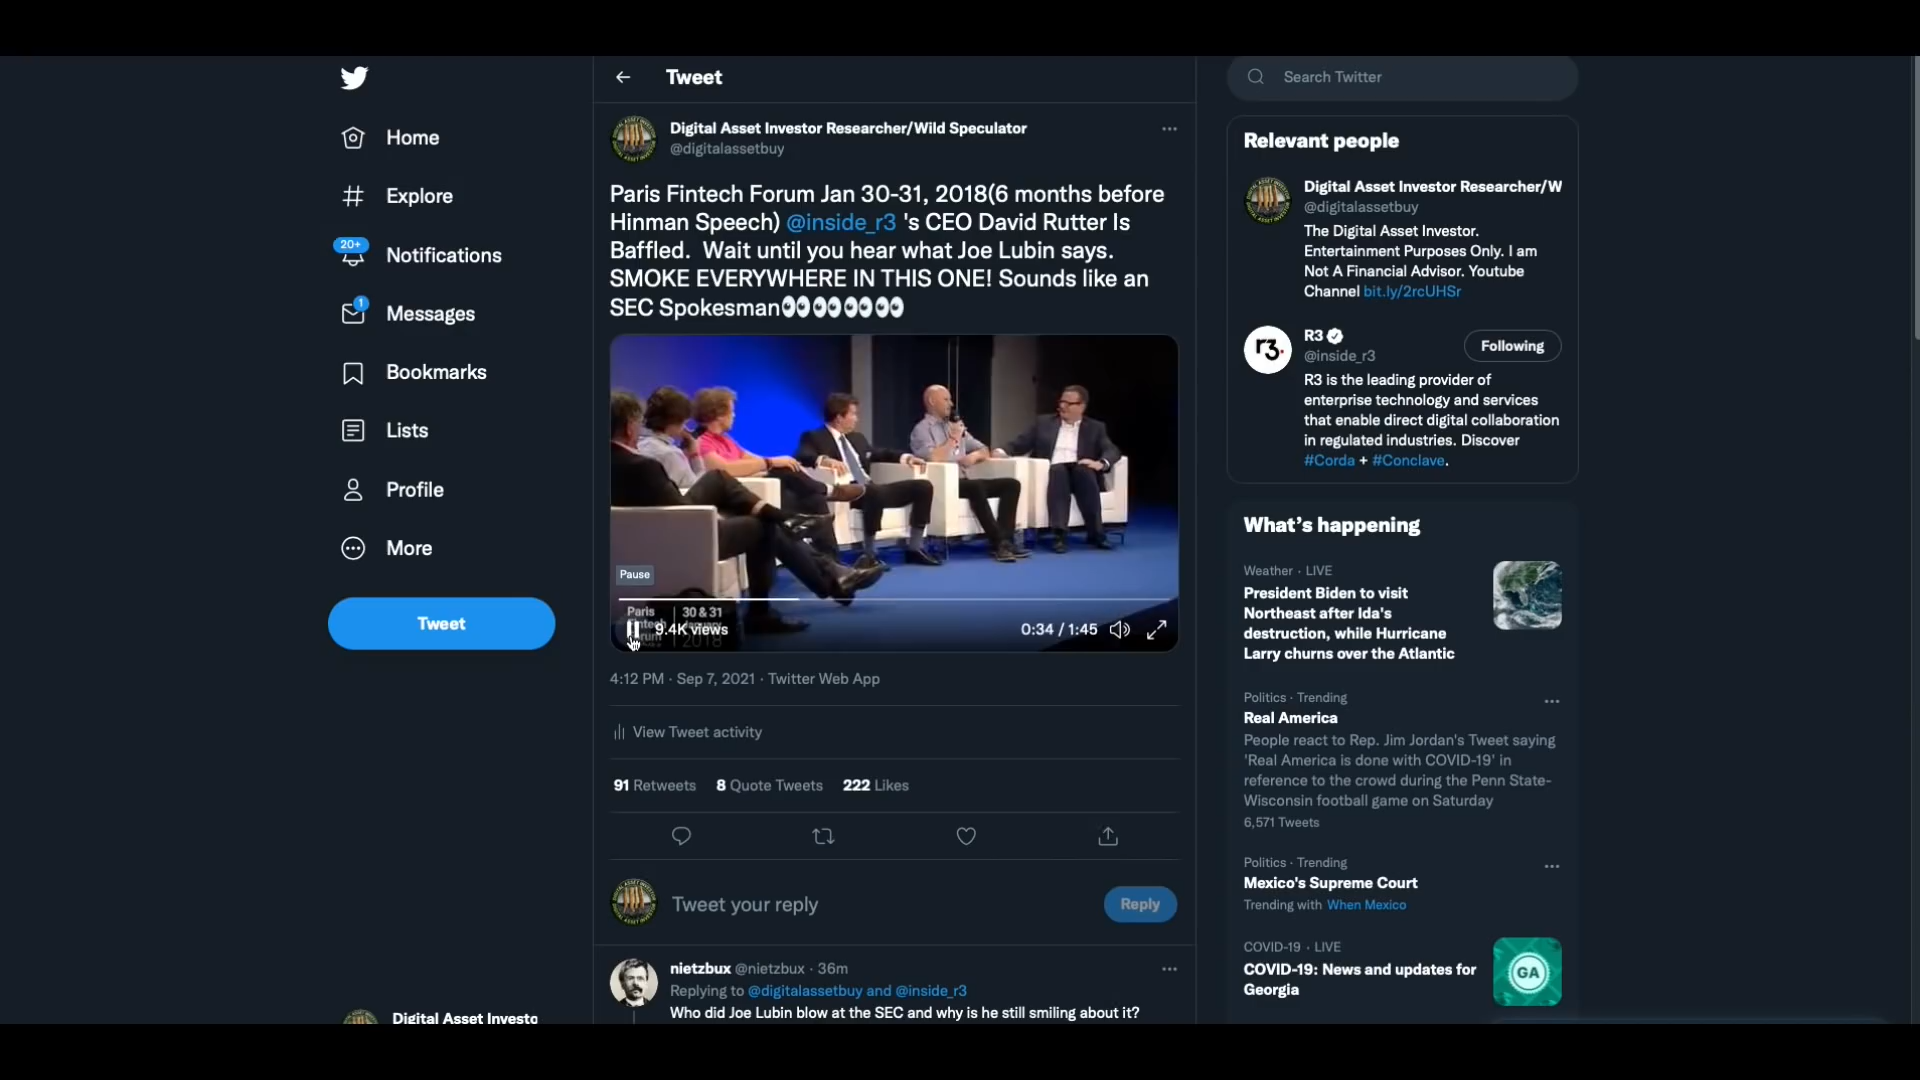 Tweet
Search Twitter
Home
Explore
20+
Notifications
1
Messages
Bookmarks
Lists
Profile
More
Tweet
Digital Asset Investo
Digital Asset Investor Researcher/Wild Speculator
@digitalassetbuy
Paris Fintech Forum Jan 30-31, 2018(6 months before
Hinman Speech) @inside_r3 's CEO David Rutter Is
Baffled.  Wait until you hear what Joe Lubin says.
SMOKE EVERYWHERE IN THIS ONE! Sounds like an
SEC Spokesman👀👀👀👀
Pause
Paris
Fintech
Forum
30 & 31
January
2018
9.4K views
0:34 / 1:45
4:12 PM · Sep 7, 2021 · Twitter Web App
View Tweet activity
91 Retweets 8 Quote Tweets 222 Likes
Tweet your reply
Reply
nietzbux @nietzbux · 36m
Replying to @digitalassetbuy and @inside_r3
Who did Joe Lubin blow at the SEC and why is he still smiling about it?
Relevant people
Digital Asset Investor Researcher/W
@digitalassetbuy
The Digital Asset Investor.
Entertainment Purposes Only. I am
Not A Financial Advisor. Youtube
Channel bit.ly/2rcUHSr
r3.
R3
@inside_r3
Following
R3 is the leading provider of
enterprise technology and services
that enable direct digital collaboration
in regulated industries. Discover
#Corda + #Conclave.
What's happening
Weather · LIVE
President Biden to visit
Northeast after Ida's
destruction, while Hurricane
Larry churns over the Atlantic
Politics · Trending
Real America
People react to Rep. Jim Jordan's Tweet saying
'Real America is done with COVID-19' in
reference to the crowd during the Penn State-
Wisconsin football game on Saturday
6,571 Tweets
Politics · Trending
Mexico's Supreme Court
Trending with When Mexico
COVID-19 · LIVE
COVID-19: News and updates for
Georgia
GA